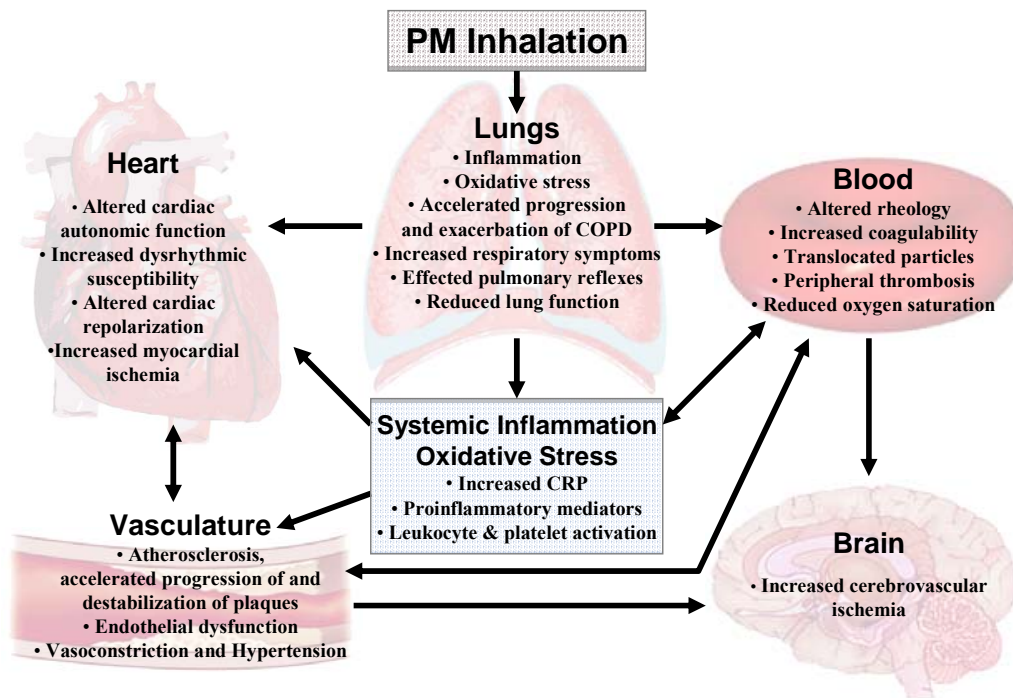 PM Inhalation
Lungs
• Inflammation
• Oxidative stress
• Accelerated progression
and exacerbation of COPD
• Increased respiratory symptoms
• Effected pulmonary reflexes
• Reduced lung function
Heart
• Altered cardiac
autonomic function
• Increased dysrhythmic
susceptibility
• Altered cardiac
repolarization
•Increased myocardial
ischemia
Blood
• Altered rheology
• Increased coagulability
• Translocated particles
• Peripheral thrombosis
• Reduced oxygen saturation
Systemic Inflammation
Oxidative Stress
• Increased CRP
• Proinflammatory mediators
• Leukocyte & platelet activation
Vasculature
• Atherosclerosis,
accelerated progression of and
destabilization of plaques
• Endothelial dysfunction
• Vasoconstriction and Hypertension
Brain
• Increased cerebrovascular
ischemia